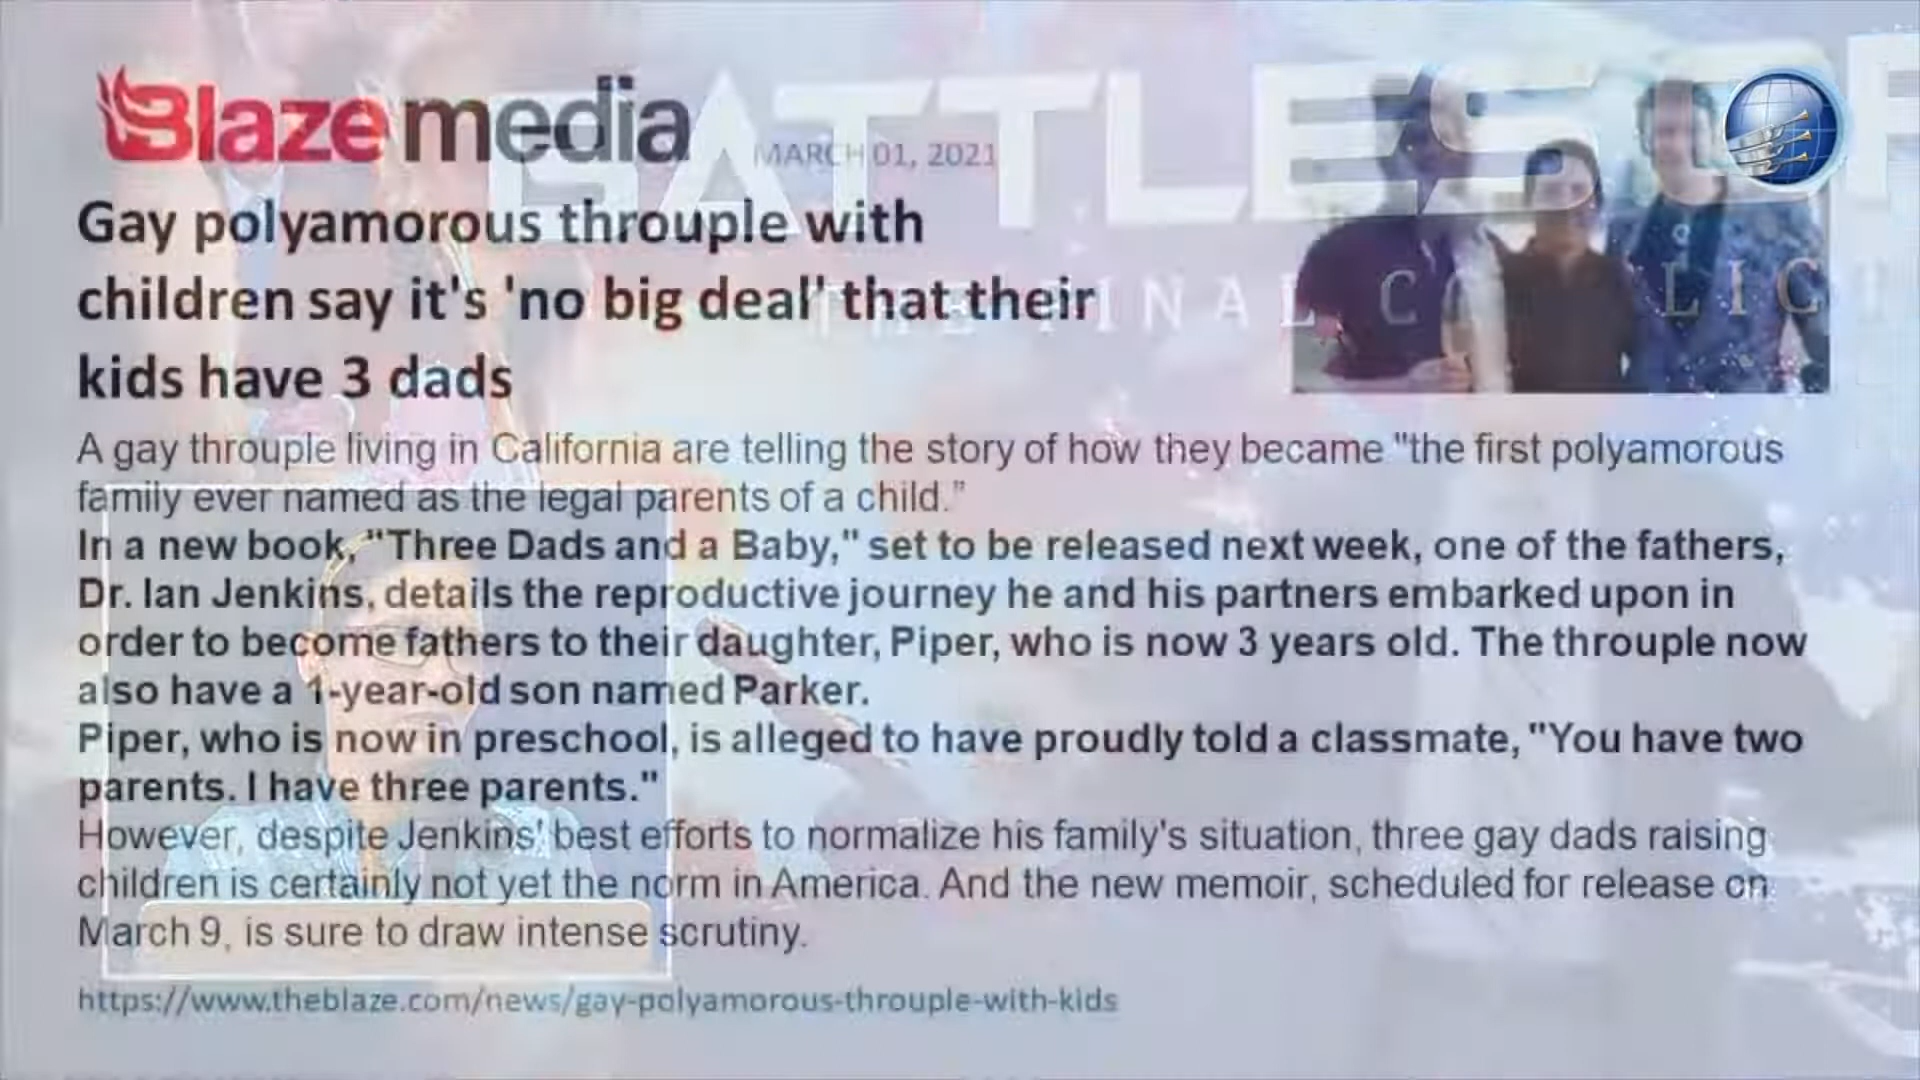 Blaze media
MARCH 01, 2021
BATTLES OF
THE FINAL CONFLICT
Gay polyamorous throuple with
children say it's 'no big deal' that their
kids have 3 dads
A gay throuple living in California are telling the story of how they became "the first polyamorous
family ever named as the legal parents of a child.”
In a new book, "Three Dads and a Baby," set to be released next week, one of the fathers,
Dr. Ian Jenkins, details the reproductive journey he and his partners embarked upon in
order to become fathers to their daughter, Piper, who is now 3 years old. The throuple now
also have a 1-year-old son named Parker.
Piper, who is now in preschool, is alleged to have proudly told a classmate, "You have two
parents. I have three parents."
However, despite Jenkins' best efforts to normalize his family's situation, three gay dads raising
children is certainly not yet the norm in America. And the new memoir, scheduled for release on
March 9, is sure to draw intense scrutiny.
https://www.theblaze.com/news/gay-polyamorous-throuple-with-kids